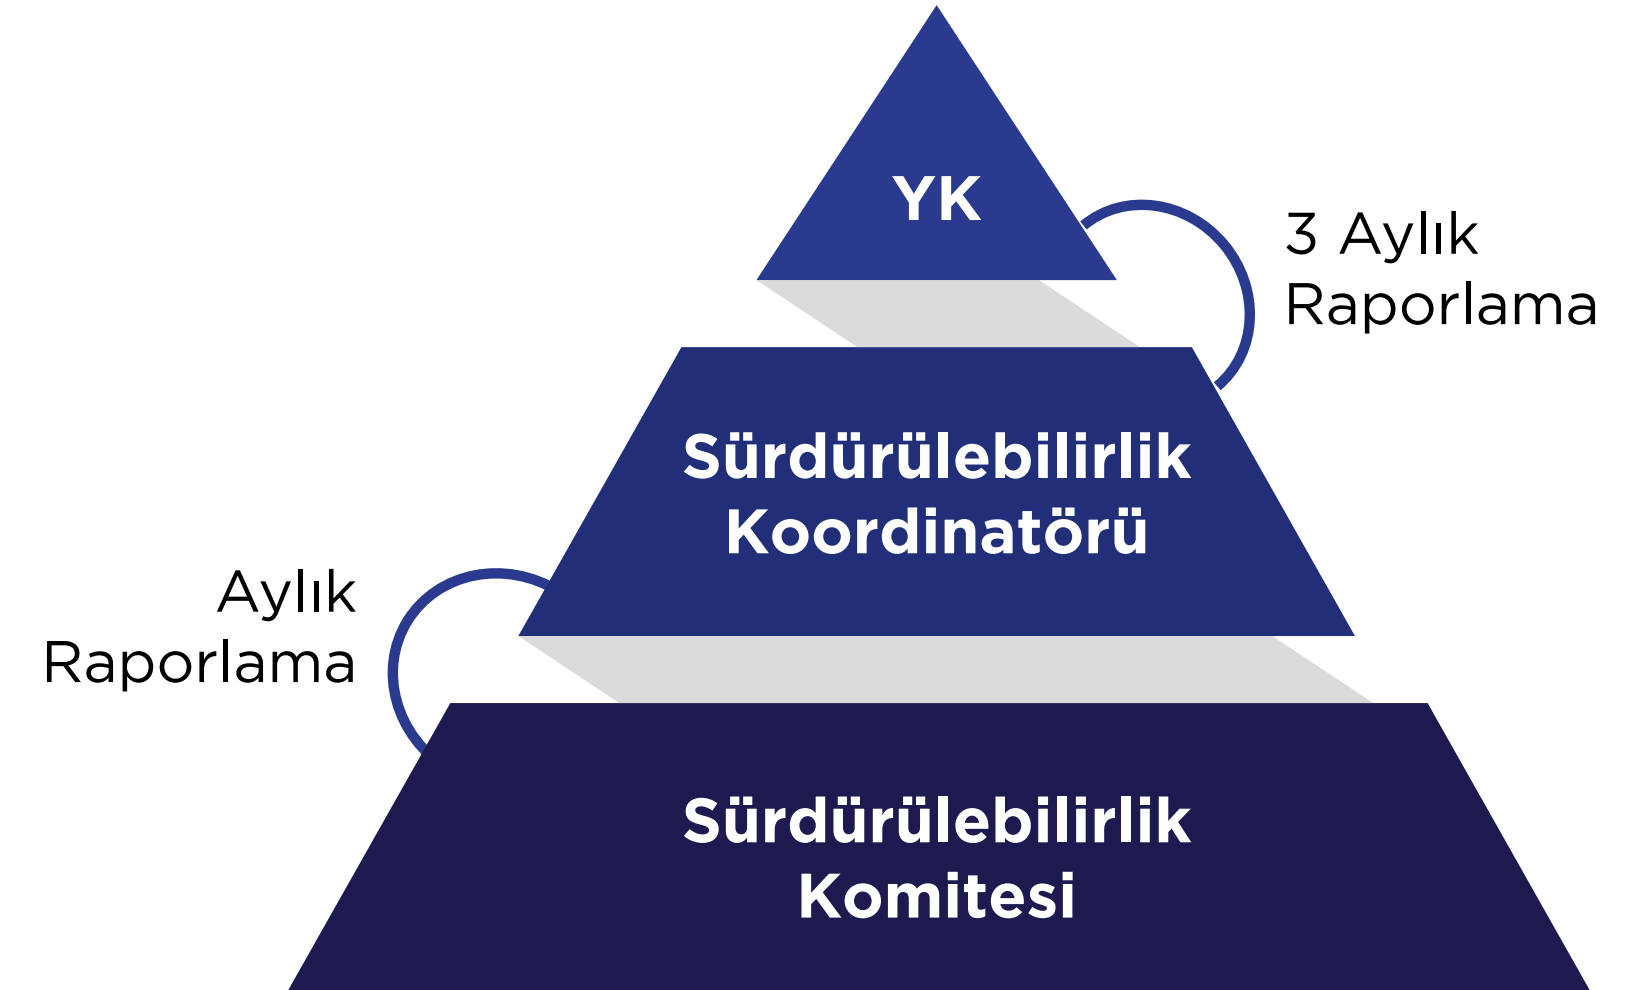 YK
3 Aylık
Raporlama
Sürdürülebilirlik
Koordinatörü
Aylık
Raporlama
Sürdürülebilirlik
Komitesi